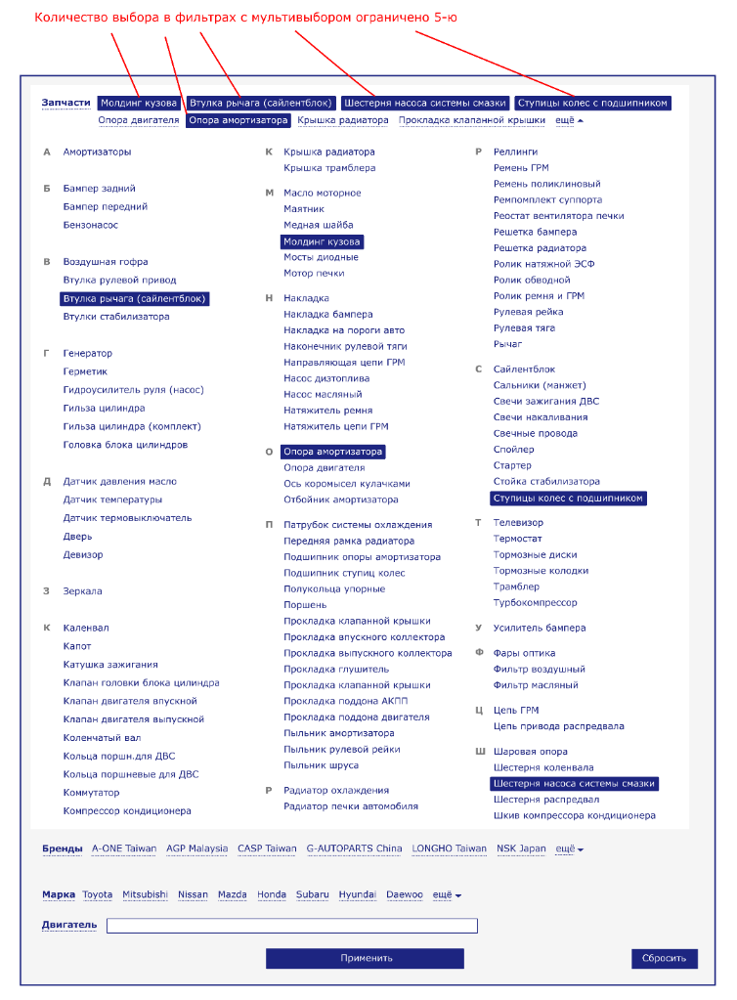 Количество выбора в фильтрах с мультивыбором ограничено 5-ю
Запчасти Молдинг кузова Втулка рычага (сайлентблок) Шестерня насоса системы смазки Ступицы колес с подшипником
Опора двигателя Опора амортизатора Крышка радиатора Прокладка клапанной крышки ещё
А Амортизаторы
Б Бампер задний
Бампер передний
Бензонасос
В Воздушная гофра
Втулка рулевой привод
Втулка рычага (сайлентблок)
Втулки стабилизатора
Г Генератор
Герметик
Гидроусилитель руля (насос)
Гильза цилиндра
Гильза цилиндра (комплект)
Головка блока цилиндров
Д Датчик давления масло
Датчик температуры
Датчик термовыключатель
Дверь
Девизор
З Зеркала
К Каленвал
Капот
Катушка зажигания
Клапан головки блока цилиндра
Клапан двигателя впускной
Клапан двигателя выпускной
Коленчатый вал
Кольца поршн.для ДВС
Кольца поршневые для ДВС
Коммутатор
Компрессор кондиционера
К Крышка радиатора
Крышка трамблера
М Масло моторное
Маятник
Медная шайба
Молдинг кузова
Мосты диодные
Мотор печки
Н Накладка
Накладка бампера
Накладка на пороги авто
Наконечник рулевой тяги
Направляющая цепи ГРМ
Насос дизтоплива
Насос масляный
Натяжитель ремня
Натяжитель цепи ГРМ
О Опора амортизатора
Опора двигателя
Ось коромысел кулачками
Отбойник амортизатора
П Патрубок системы охлаждения
Передняя рамка радиатора
Подшипник опоры амортизатора
Подшипник ступиц колес
Полукольца упорные
Поршень
Прокладка клапанной крышки
Прокладка впускного коллектора
Прокладка выпускного коллектора
Прокладка глушитель
Прокладка клапанной крышки
Прокладка поддона АКПП
Прокладка поддона двигателя
Пыльник амортизатора
Пыльник рулевой рейки
Пыльник шруса
Р Радиатор охлаждения
Радиатор печки автомобиля
Р Реллинги
Ремень ГРМ
Ремень поликлиновый
Ремпомплект суппорта
Реостат вентилятора печки
Решетка бампера
Решетка радиатора
Ролик натяжной ЭСФ
Ролик обводной
Ролик ремня и ГРМ
Рулевая рейка
Рулевая тяга
Рычаг
С Сайлентблок
Сальники (манжет)
Свечи зажигания ДВС
Свечи накаливания
Свечные провода
Спойлер
Стартер
Стойка стабилизатора
Ступицы колес с подшипником
Т Телевизор
Термостат
Тормозные диски
Тормозные колодки
Трамблер
Турбокомпрессор
У Усилитель бампера
Ф Фары оптика
Фильтр воздушный
Фильтр масляный
Ц Цепь ГРМ
Цепь привода распредвала
Ш Шаровая опора
Шестерня коленвала
Шестерня насоса системы смазки
Шестерня распредвал
Шкив компрессора кондиционера
Бренды A-ONE Taiwan AGP Malaysia CASP Taiwan G-AUTOPARTS China LONGHO Taiwan NSK Japan ещё
Марка Toyota Mitsubishi Nissan Mazda Honda Subaru Hyundai Daewoo ещё
Двигатель
Применить Сбросить